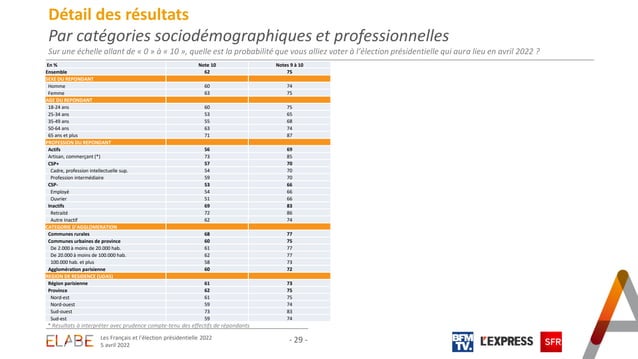 Détail des résultats
Par catégories sociodémographiques et professionnelles
Sur une échelle allant de « 0 » à « 10 », quelle est la probabilité que vous alliez voter à l'élection présidentielle qui aura lieu en avril 2022 ?
En % Note 10 Notes 9 à 10
Ensemble 62 75
SEXE DU REPONDANT
Homme 60 74
Femme 63 75
AGE DU REPONDANT
18-24 ans 60 75
25-34 ans 53 65
35-49 ans 55 68
50-64 ans 63 74
65 ans et plus 71 87
PROFESSION DU REPONDANT
Actifs 56 69
Artisan, commerçant (*) 73 85
CSP+ 57 70
Cadre, profession intellectuelle sup. 54 70
Profession intermédiaire 59 70
CSP- 53 66
Employé 54 66
Ouvrier 51 66
Inactifs 69 83
Retraité 72 86
Autre inactif 62 74
CATEGORIE D'AGGLOMERATION
Communes rurales 68 77
Communes urbaines de province 60 75
De 2.000 à moins de 20.000 hab. 61 77
De 20.000 à moins de 100.000 hab. 62 77
100.000 hab. et plus 58 73
Agglomération parisienne 60 72
REGION DE RESIDENCE (UDA5)
Région parisienne 61 73
Province 62 75
Nord-est 61 75
Nord-ouest 59 74
Sud-ouest 73 83
Sud-est 59 74
* Résultats à interpréter avec prudence compte tenu des effectifs de répondants
ELABE
Les Français et l'élection présidentielle 2022
5 avril 2022
- 29 -
BFM TV.
L'EXPRESS
SFR